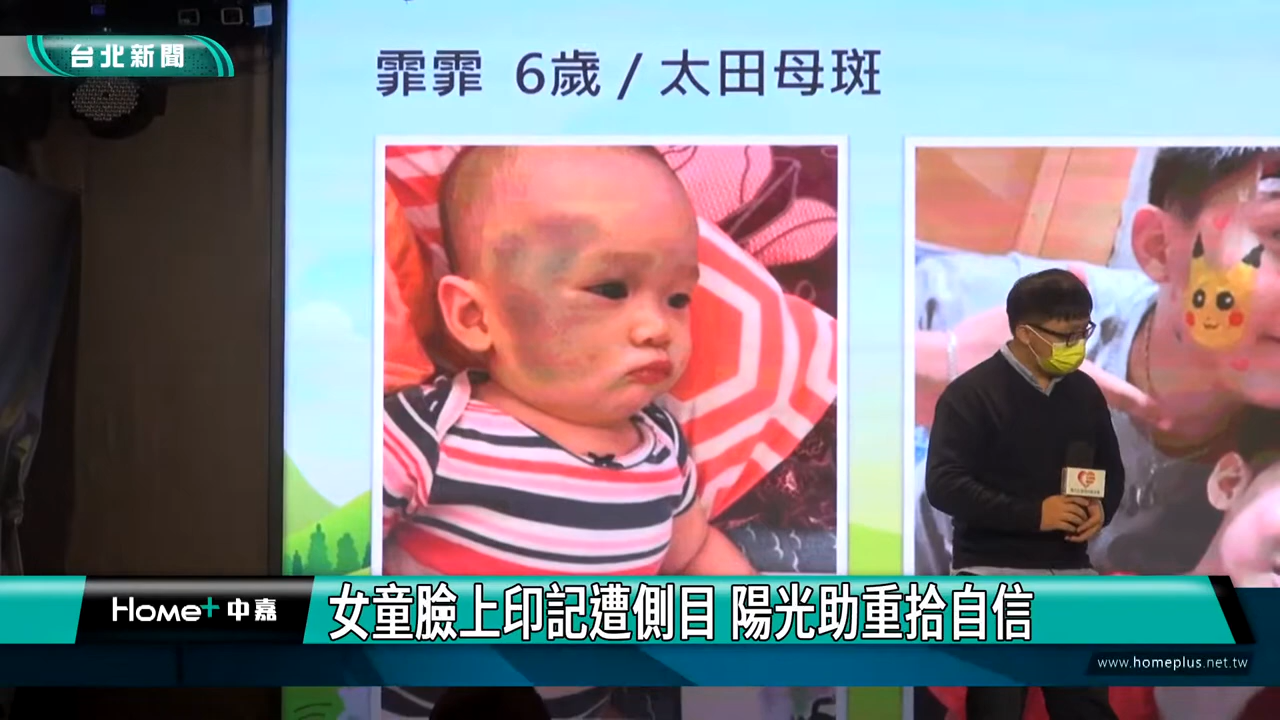 台北新聞
霏霏 6歲 / 太田母斑
Home+ 中嘉
女童臉上印記遭側目 陽光助重拾自信
www.homeplus.net.tw